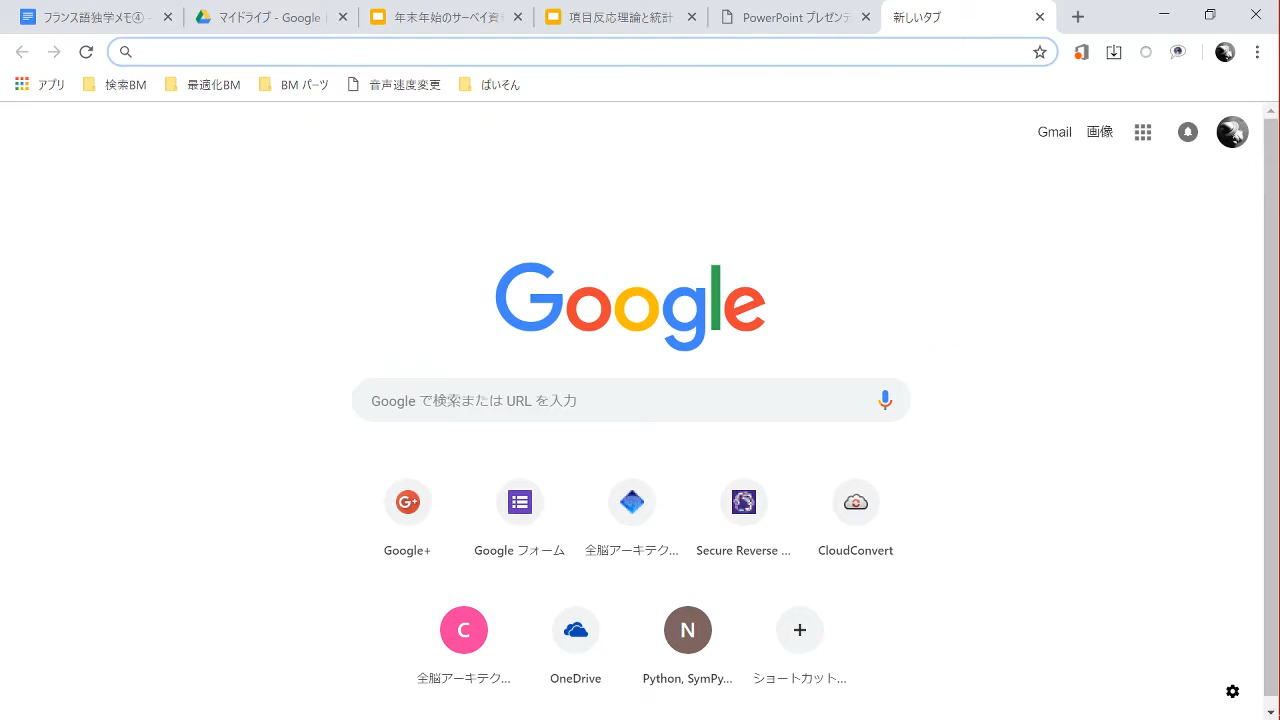 フランス語独学メモ④ -
マイドライブ - Google
年末年始のオーベイ資
項目反応理論と統計
PowerPoint プレゼンテ
新しいタブ
アプリ
検索BM
最適化BM
BM パーツ
音声速度変更
ぱいそん
Gmail
画像
Google
Google で検索または URL を入力
Google+
Google フォーム
全脳アーキテク...
Secure Reverse ...
CloudConvert
C
N
全脳アーキテク...
OneDrive
Python, SymPy...
ショートカット...